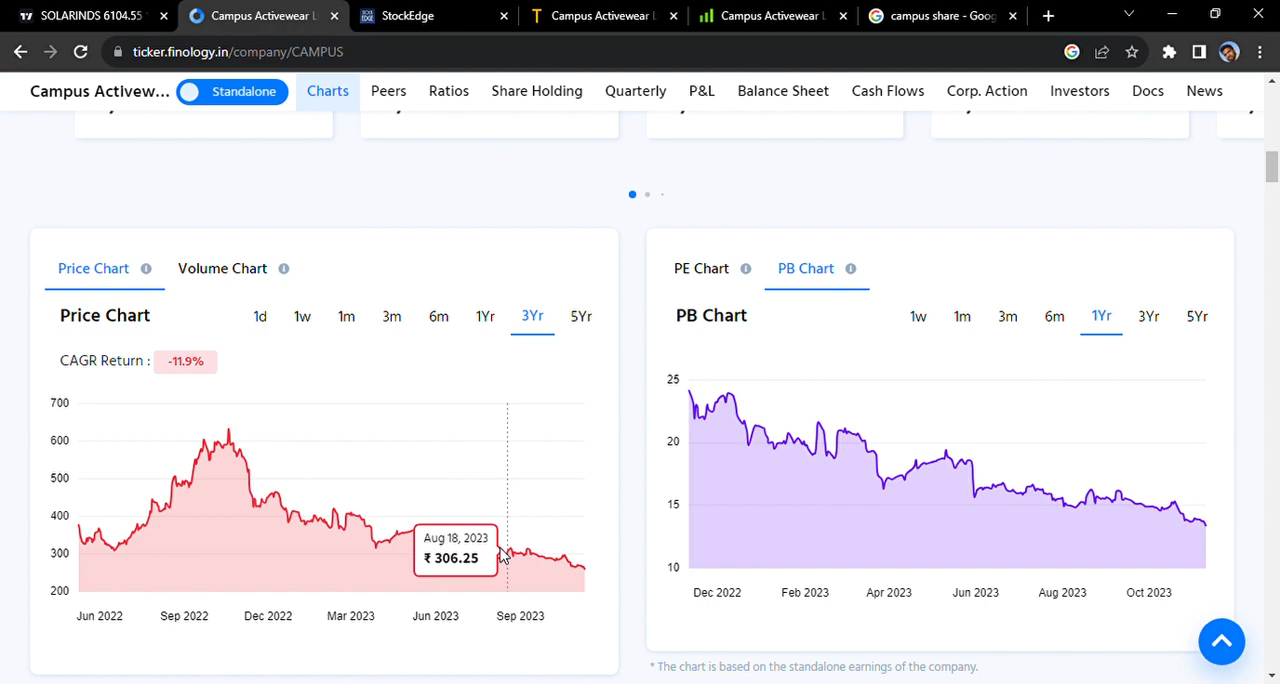 SOLARINDS 6104.55
Campus Activewear L
StockEdge
Campus Activewear L
Campus Activewear L
campus share - Goog
ticker.finology.in/company/CAMPUS
Campus Activew... Standalone Charts Peers Ratios Share Holding Quarterly P&L Balance Sheet Cash Flows Corp. Action Investors Docs News
Price Chart Volume Chart
Price Chart 1d 1w 1m 3m 6m 1Yr 3Yr 5Yr
CAGR Return : -11.9%
700
600
500
400
300
200
Aug 18, 2023
₹ 306.25
Jun 2022 Sep 2022 Dec 2022 Mar 2023 Jun 2023 Sep 2023
PE Chart PB Chart
PB Chart 1w 1m 3m 6m 1Yr 3Yr 5Yr
25
20
15
10
Dec 2022 Feb 2023 Apr 2023 Jun 2023 Aug 2023 Oct 2023
* The chart is based on the standalone earnings of the company.